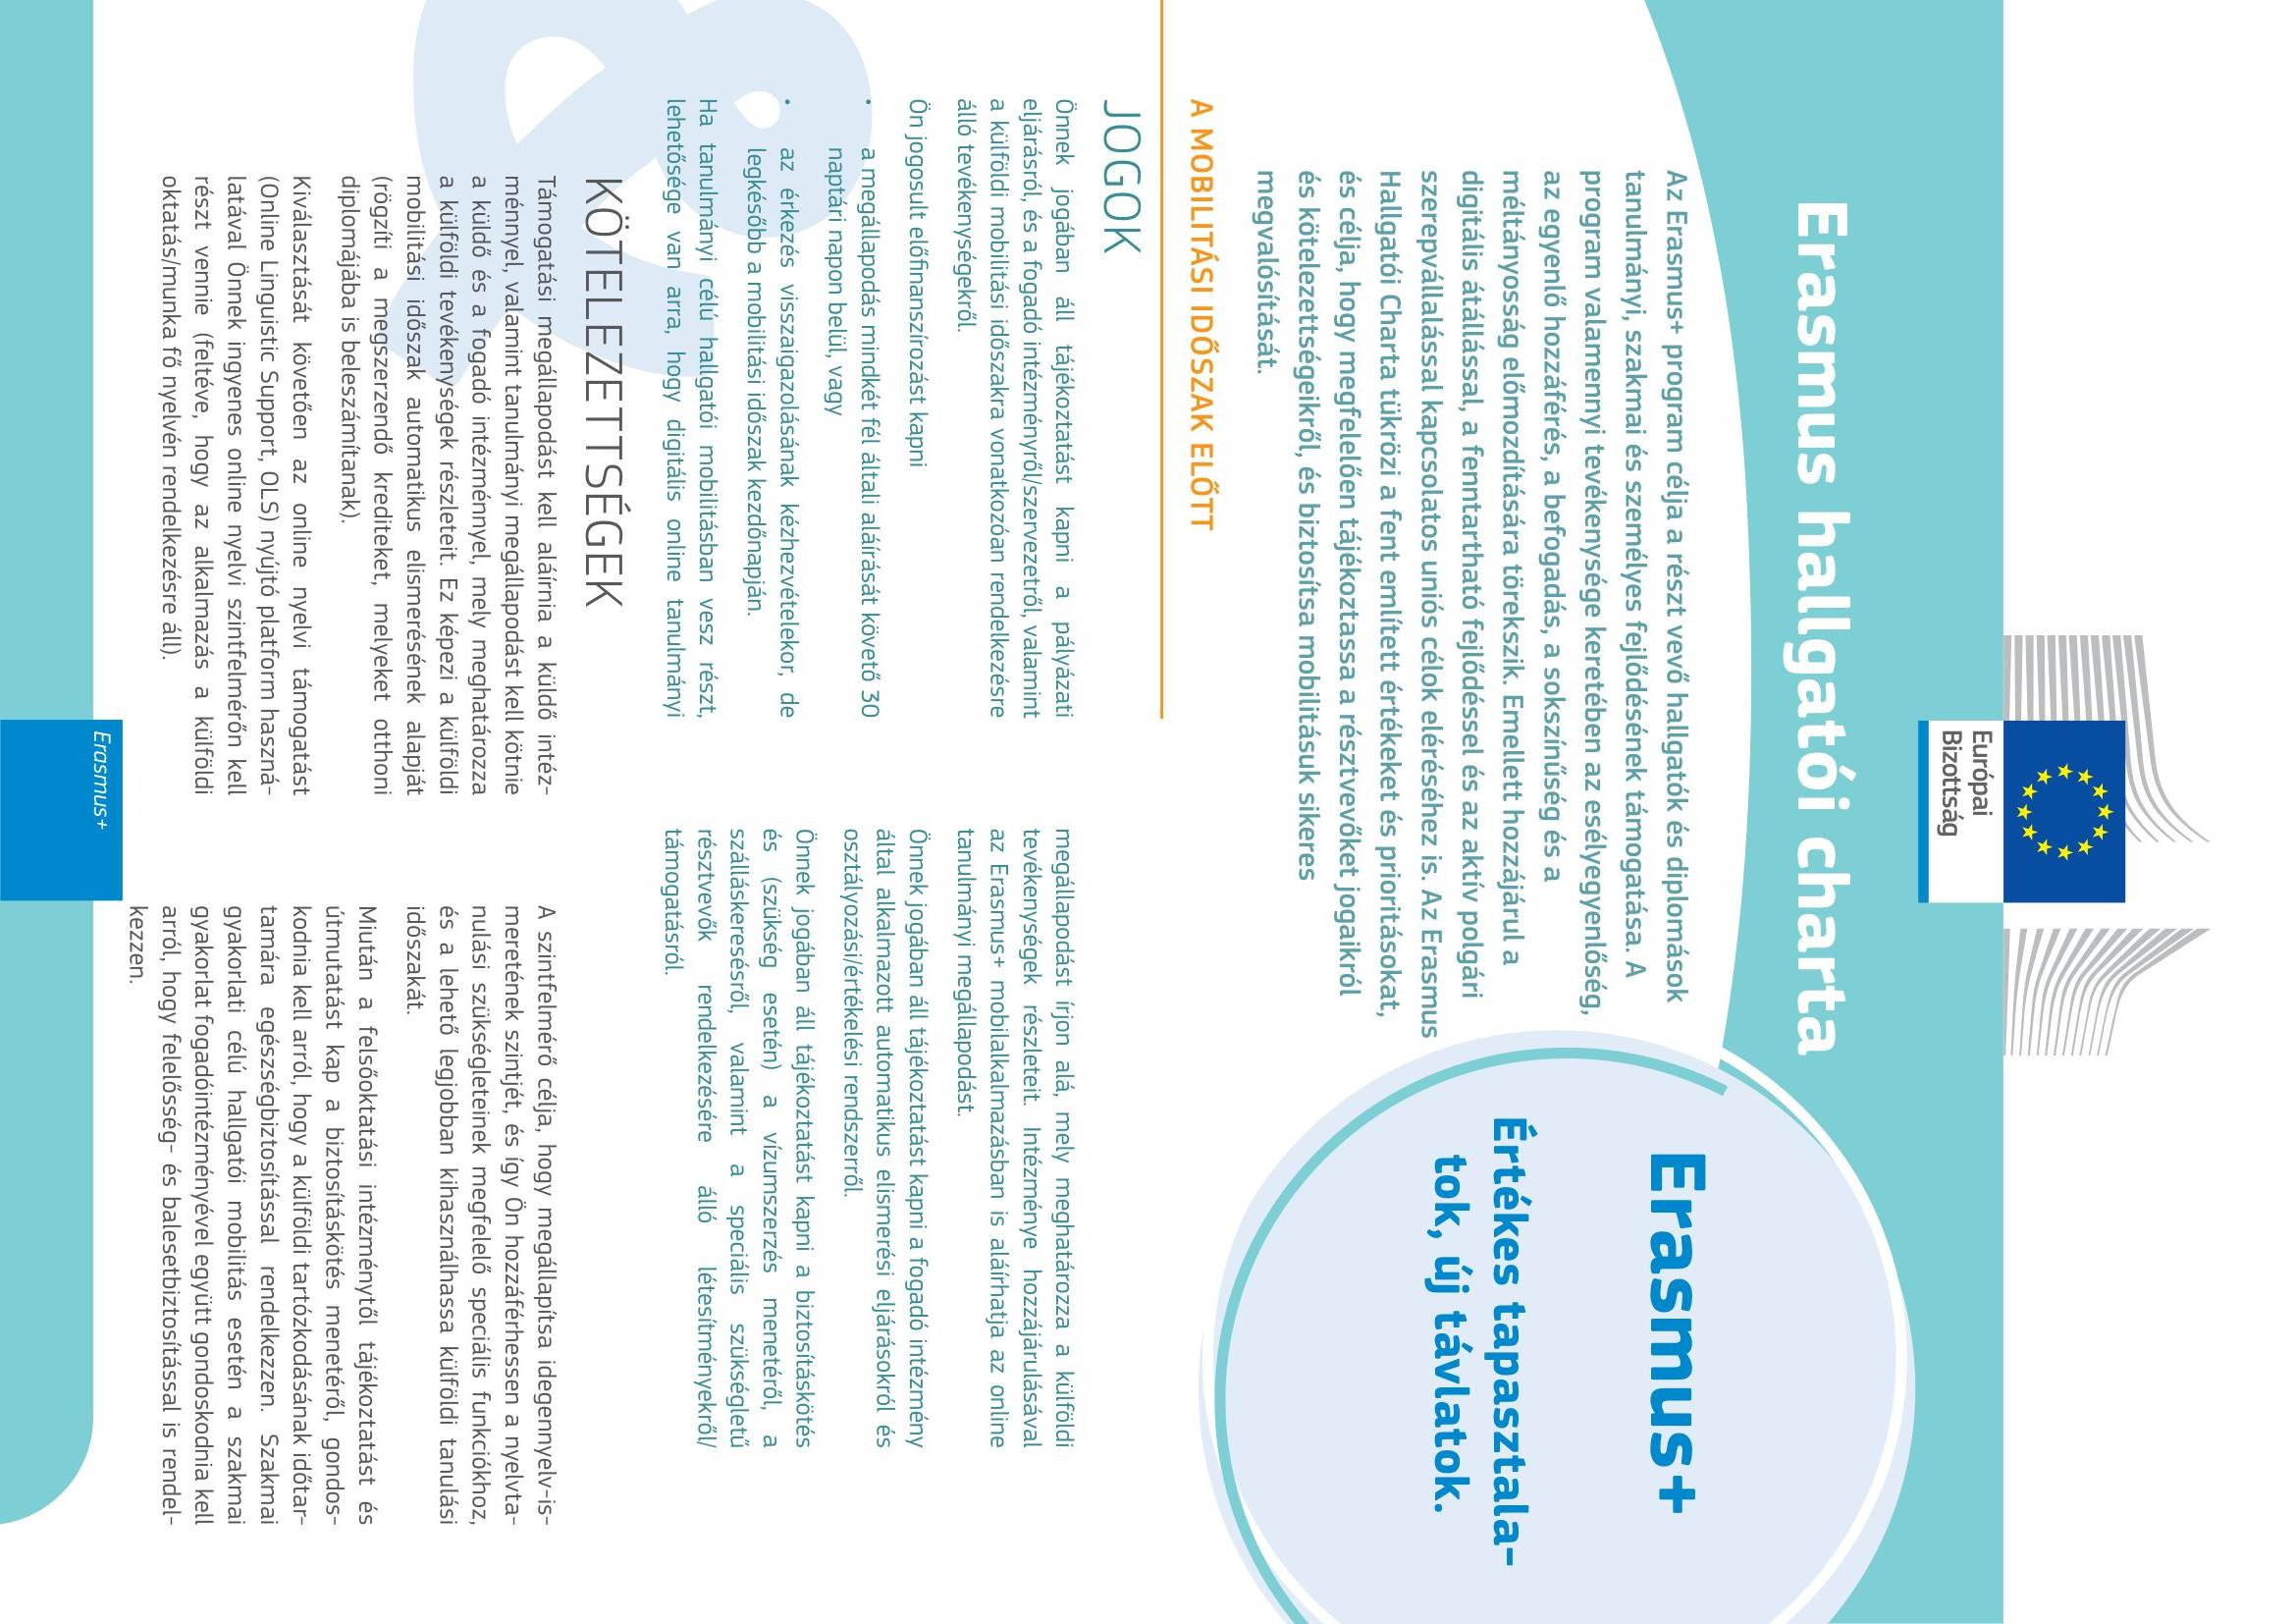 Európai
Bizottság
Erasmus hallgatói charta
Erasmus+
Értékes tapasztala-
tok, új távlatok.
Az Erasmus+ program célja a részt vevő hallgatók és diplomások
tanulmányi, szakmai és személyes fejlődésének támogatása. A
program valamennyi tevékenysége keretében az esélyegyenlőség,
az egyenlő hozzáférés, a befogadás, a sokszínűség és a
méltányosság előmozdítására törekszik. Emellett hozzájárul a
digitális átállással, a fenntartható fejlődéssel és az aktív polgári
szerepvállalással kapcsolatos uniós célok eléréséhez is. Az Erasmus
Hallgatói Charta tükrözi a fent említett értékeket és prioritásokat,
és célja, hogy megfelelően tájékoztassa a résztvevőket jogaikról
és kötelezettségeikről, és biztosítsa mobilitásuk sikeres
megvalósítását.
A MOBILITÁSI IDŐSZAK ELŐTT
JOGOK
Önnek jogában áll tájékoztatást kapni a pályázati
eljárásról, és a fogadó intézményről/szervezetről, valamint
a külföldi mobilitási időszakra vonatkozóan rendelkezésre
álló tevékenységekről.
Ön jogosult előfinanszírozást kapni
• a megállapodás mindkét fél általi aláírását követő 30
naptári napon belül, vagy
• az érkezés visszaigazolásának kézhezvételekor, de
legkésőbb a mobilitási időszak kezdőnapján.
Ha tanulmányi célú hallgatói mobilitásban vesz részt,
lehetősége van arra, hogy digitális online tanulmányi
megállapodást írjon alá, mely meghatározza a külföldi
tevékenységek részleteit. Intézménye hozzájárulásával
az Erasmus+ mobilalkalmazásban is aláírhatja az online
tanulmányi megállapodást.
Önnek jogában áll tájékoztatást kapni a fogadó intézmény
által alkalmazott automatikus elismerési eljárásokról és
osztályozási/értékelési rendszerről.
Önnek jogában áll tájékoztatást kapni a biztosításkötés
és (szükség esetén) a vízumszerzés menetéről, a
szálláskeresésről, valamint a speciális szükségletű
résztvevők rendelkezésére álló létesítményekről/
támogatásról.
KÖTELEZETTSÉGEK
Támogatási megállapodást kell aláírnia a küldő intéz-
ménnyel, valamint tanulmányi megállapodást kell kötnie
a küldő és a fogadó intézménnyel, mely meghatározza
a külföldi tevékenységek részleteit. Ez képezi a külföldi
mobilitási időszak automatikus elismerésének alapját
(rögzíti a megszerzendő krediteket, melyeket otthoni
diplomájába is beleszámítanak).
Kiválasztását követően az online nyelvi támogatást
(Online Linguistic Support, OLS) nyújtó platform haszná-
latával Önnek ingyenes online nyelvi szintfelmérőn kell
részt vennie (feltéve, hogy az alkalmazás a külföldi
oktatás/munka fő nyelvén rendelkezésre áll).
A szintfelmérő célja, hogy megállapítsa idegennyelv-is-
meretének szintjét, és így Ön hozzáférhessen a nyelvta-
nulási szükségleteinek megfelelő speciális funkciókhoz,
és a lehető legjobban kihasználhassa külföldi tanulási
időszakát.
Miután a felsőoktatási intézménytől tájékoztatást és
útmutatást kap a biztosításkötés menetéről, gondos-
kodnia kell arról, hogy a külföldi tartózkodásának időtar-
tamára egészségbiztosítással rendelkezzen. Szakmai
gyakorlati célú hallgatói mobilitás esetén a szakmai
gyakorlat fogadóintézményével együtt gondoskodnia kell
arról, hogy felelősség- és balesetbiztosítással is rendel-
kezzen.
Erasmus+